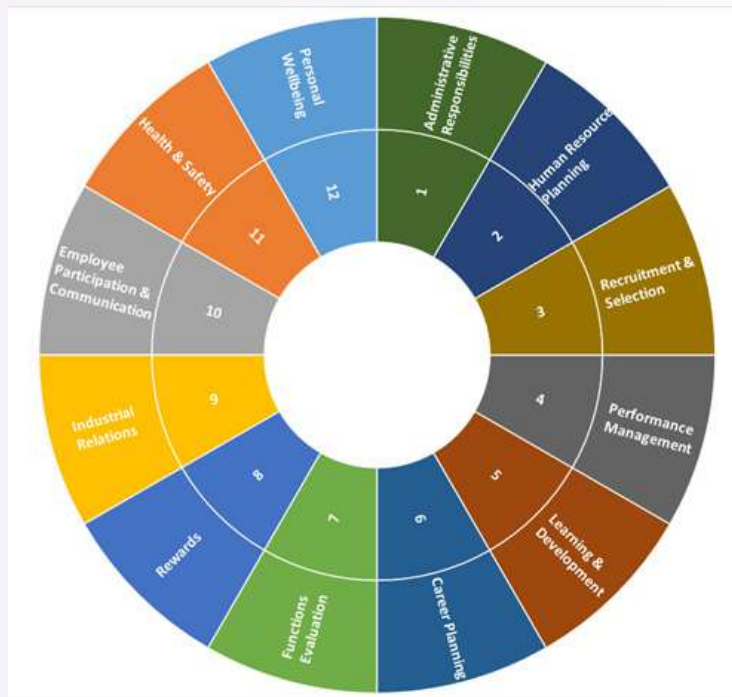 Administrative
Responsibilities
1
Human Resource
Planning
2
Recruitment &
Selection
3
Performance
Management
4
Learning &
Development
5
Career Planning
6
Functions
Evaluation
7
Rewards
8
Industrial
Relations
9
Employee
Participation &
Communication
10
Health & Safety
11
Personal
Wellbeing
12